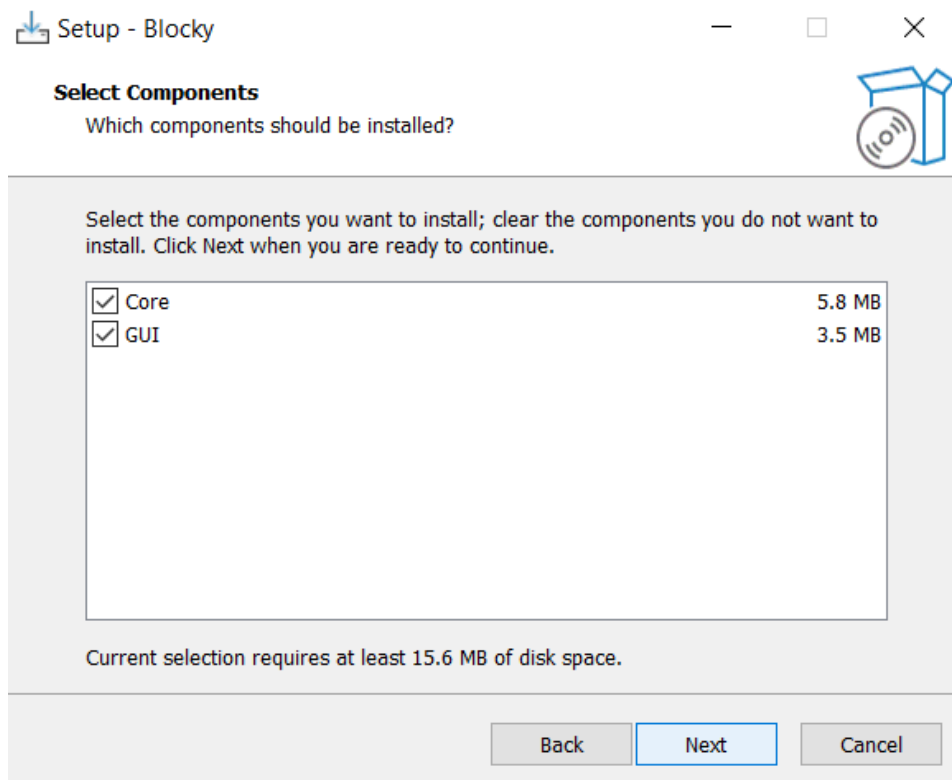 Setup - Blocky
Select Components
Which components should be installed?
Select the components you want to install; clear the components you do not want to
install. Click Next when you are ready to continue.
Core 5.8 MB
GUI 3.5 MB
Current selection requires at least 15.6 MB of disk space.
Back Next Cancel